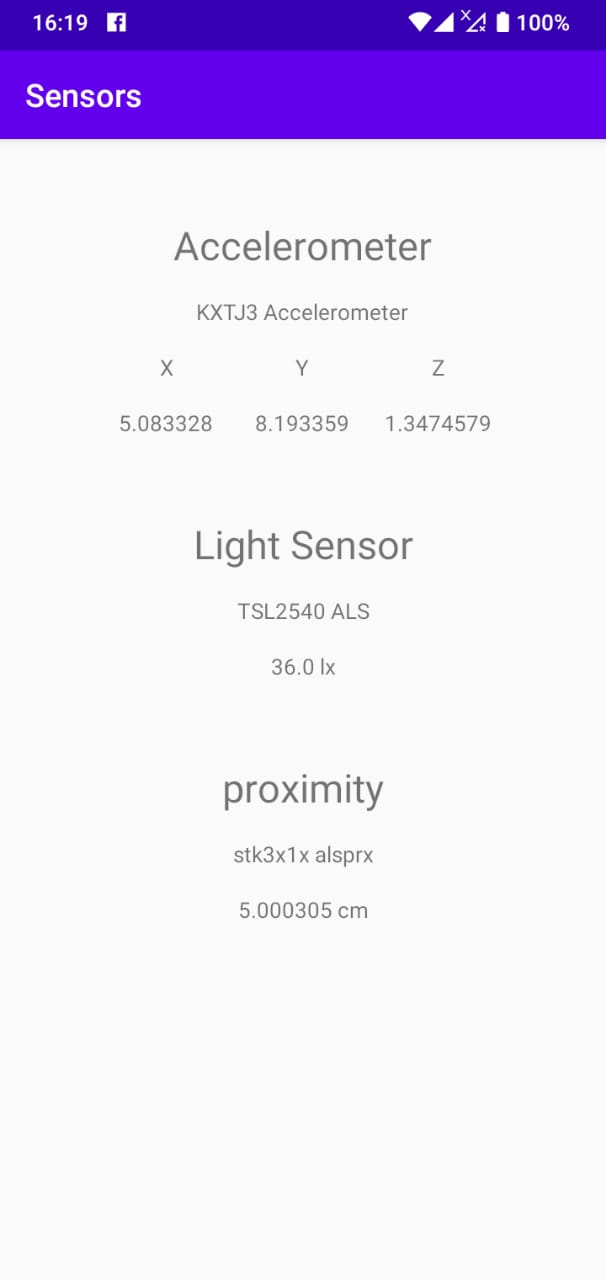 16:19 100%
Sensors
Accelerometer
KXTJ3 Accelerometer
X Y Z
5.083328 8.193359 1.3474579
Light Sensor
TSL2540 ALS
36.0 lx
proximity
stk3x1x alsprx
5.000305 cm